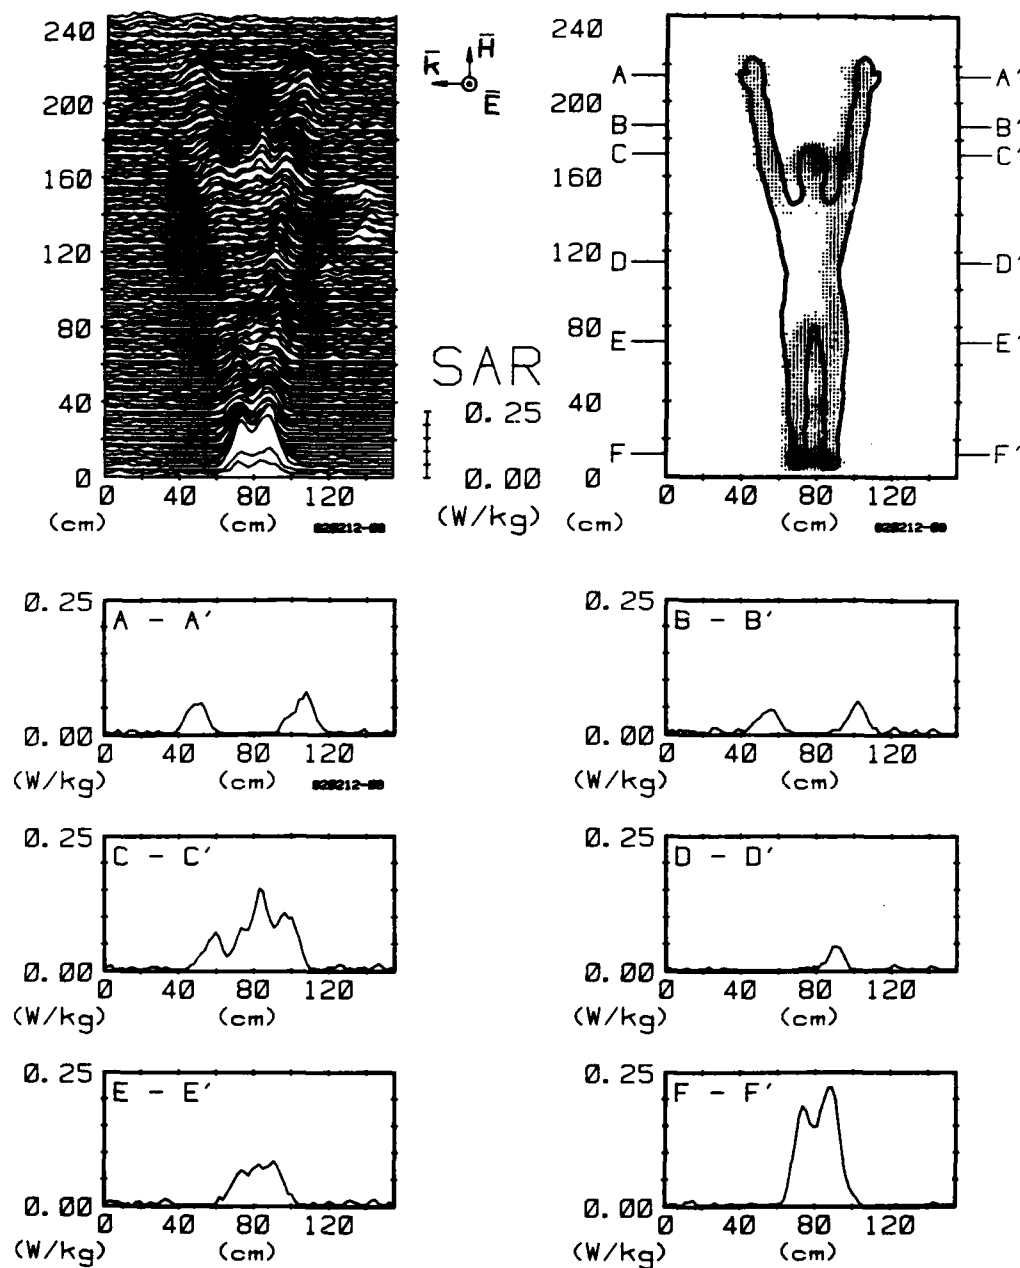 240
200
160
120
80
40
0
0 40 80 120
(cm) (cm)
H
k
E
SAR
0.25
0.00
(W/kg)
240
200
160
120
80
40
0
A A'
B B'
C C'
D D'
E E'
F F'
0 40 80 120
(cm) (cm)
0.25
A - A'
0.00
0 40 80 120
(W/kg) (cm)
0.25
B - B'
0.00
0 40 80 120
(W/kg) (cm)
0.25
C - C'
0.00
0 40 80 120
(W/kg) (cm)
0.25
D - D'
0.00
0 40 80 120
(W/kg) (cm)
0.25
E - E'
0.00
0 40 80 120
(W/kg) (cm)
0.25
F - F'
0.00
0 40 80 120
(W/kg) (cm)